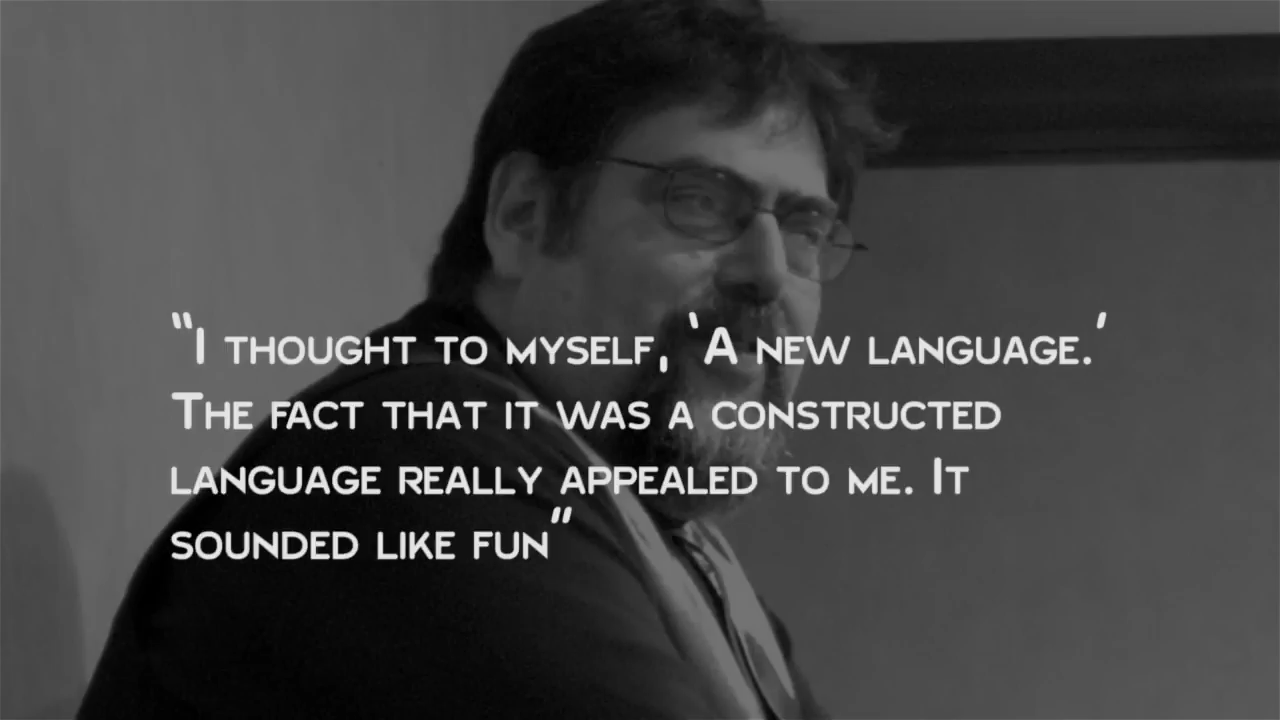 “I thought to myself, ‘A new language.’
The fact that it was a constructed
language really appealed to me. It
sounded like fun”